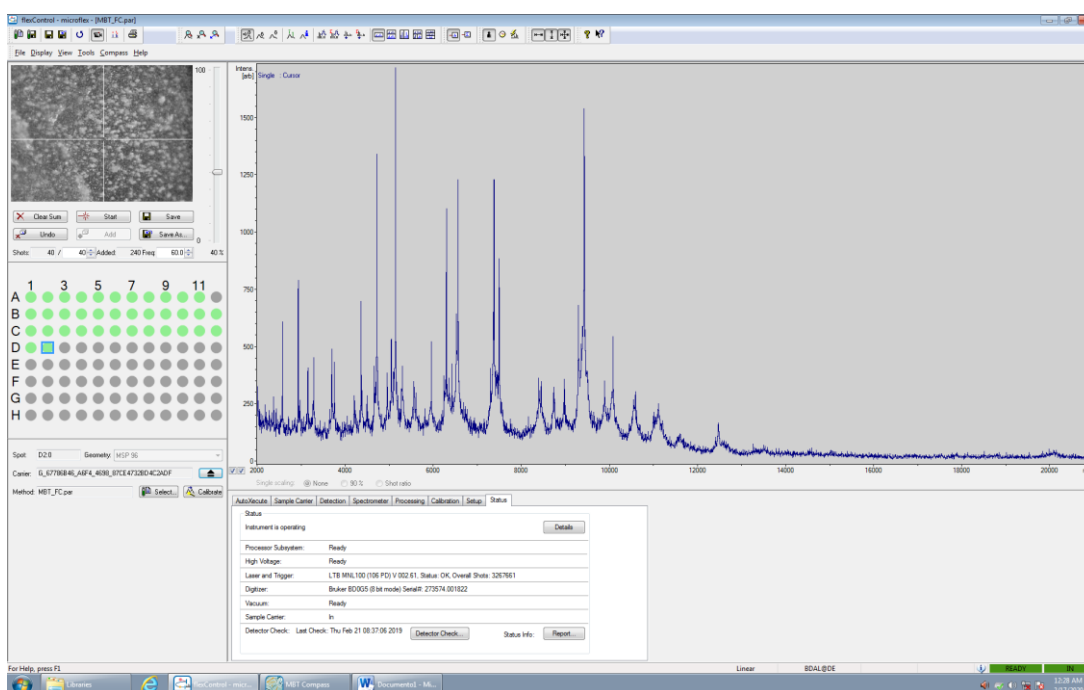 flexControl - microflex - [MBT_FC.par]
File Display View Tools Compass Help
100
0
Clear Sum Start Save
Undo Add Save As...
Shots: 40 / 40 Added: 240 Freq: 60.0 40 %
1 3 5 7 9 11
A
B
C
D
E
F
G
H
Spot: D2:0 Geometry: MSP 96
Carrier:
Method: MBT_FC.par Select... Calibrate
Intens. [arb]
Single : Cursor
1500
1250
1000
750
500
250
0
2000 4000 6000 8000 10000 12000 14000 16000 18000 20000
Single scaling: None 90 % Shot ratio
AutoXecute Sample Carrier Detection Spectrometer Processing Calibration Setup Status
Status
Instrument is operating Details
Processor Subsystem: Ready
High Voltage: Ready
Laser and Trigger: LTB MNL100 (106 PD) V 002.61, Status: OK, Overall Shots: 3267661
Digitizer: Bruker BD0G5 (8 bit mode) Serial#: 273574.001822
Vacuum: Ready
Sample Carrier: In
Detector Check: Last Check: Thu Feb 21 08:37:06 2019 Detector Check... Status Info: Report...
For Help, press F1 Linear BDAL@DE READY IN
Libraries flexControl - micr... MBT Compass Documento1 - Mi... 12:28 AM